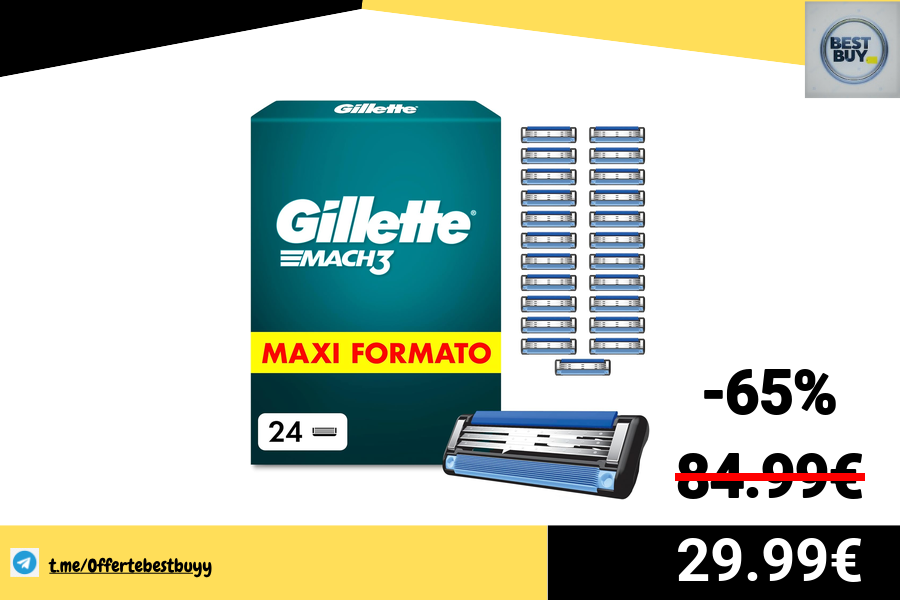 BEST
BUY
Gillette
Gillette®
MACH3
MAXI FORMATO
24
-65%
84.99€
t.me/Offertebestbuyy
29.99€